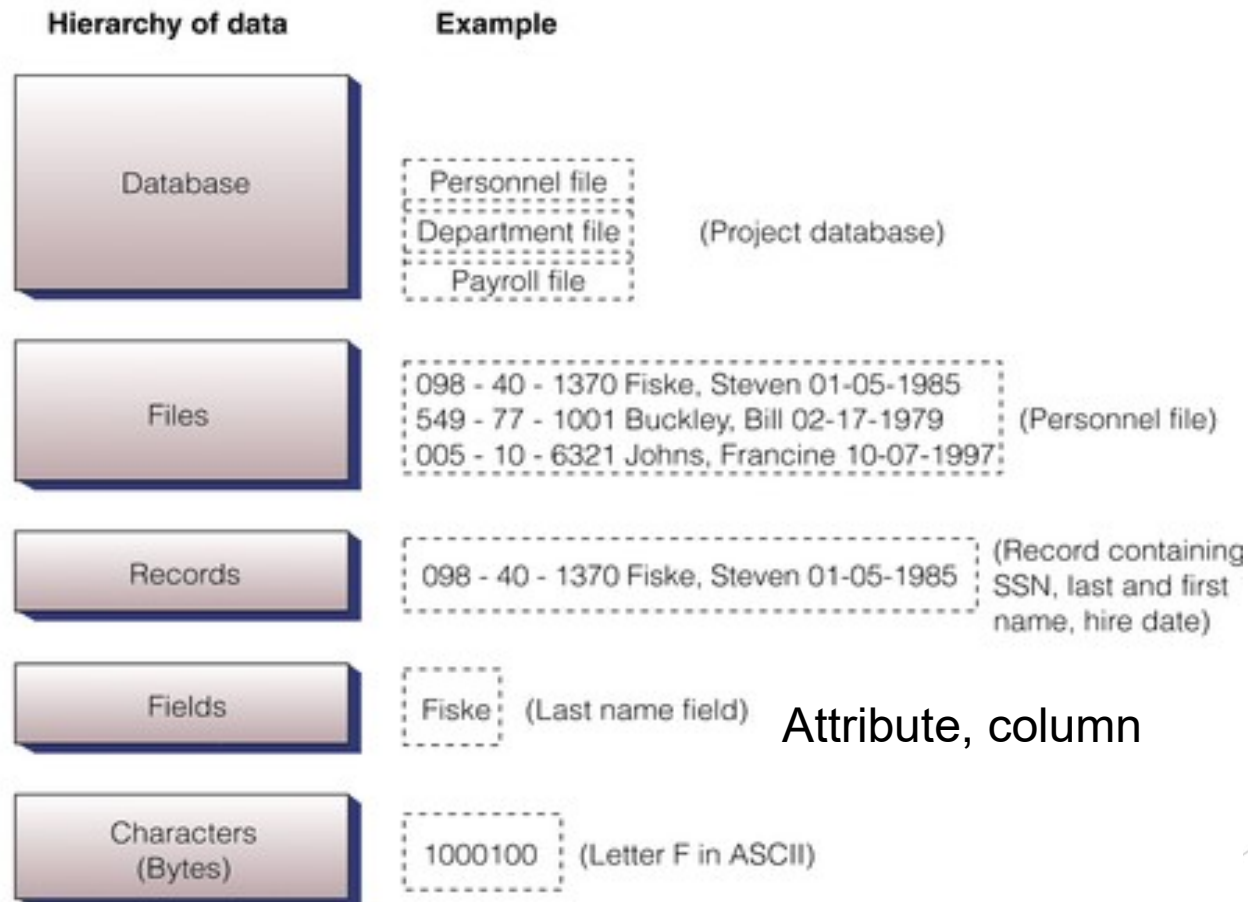 Hierarchy of data
Example
Database
Personnel file
Department file
Payroll file
(Project database)
Files
098 - 40 - 1370 Fiske, Steven 01-05-1985
549 - 77 - 1001 Buckley, Bill 02-17-1979
005 - 10 - 6321 Johns, Francine 10-07-1997
(Personnel file)
Records
098 - 40 - 1370 Fiske, Steven 01-05-1985
(Record containing
SSN, last and first
name, hire date)
Fields
Fiske
(Last name field)
Attribute, column
Characters
(Bytes)
1000100
(Letter F in ASCII)